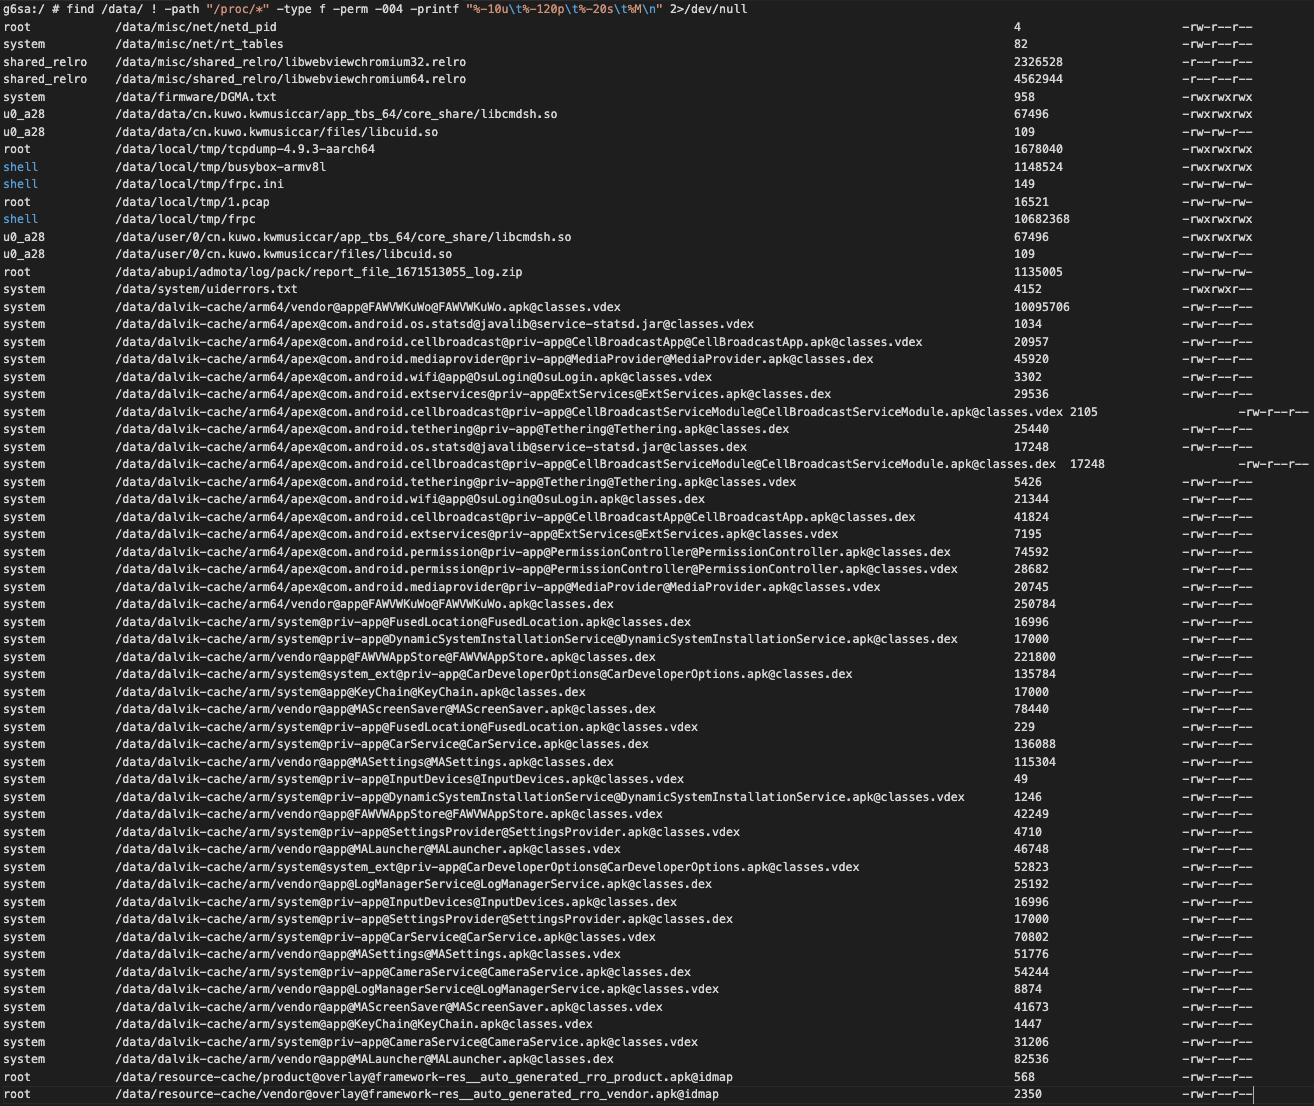 g6sa:/ # find /data/ ! -path "/proc/*" -type f -perm -004 -printf "%-10u\t%-120p\t%-20s\t%M\n" 2>/dev/null
root /data/misc/net/netd_pid 4 -rw-r--r--
system /data/misc/net/rt_tables 82 -rw-r--r--
shared_relro /data/misc/shared_relro/libwebviewchromium32.relro 2326528 -r--r--r--
shared_relro /data/misc/shared_relro/libwebviewchromium64.relro 4562944 -r--r--r--
system /data/firmware/DGMA.txt 958 -rwxrwxrwx
u0_a28 /data/data/cn.kuwo.kwmusiccar/app_tbs_64/core_share/libcmdsh.so 67496 -rwxrwxrwx
u0_a28 /data/data/cn.kuwo.kwmusiccar/files/libcuid.so 109 -rw-rw-r--
root /data/local/tmp/tcpdump-4.9.3-aarch64 1678040 -rwxrwxrwx
shell /data/local/tmp/busybox-armv8l 1148524 -rwxrwxrwx
shell /data/local/tmp/frpc.ini 149 -rw-rw-rw-
root /data/local/tmp/1.pcap 16521 -rw-rw-rw-
shell /data/local/tmp/frpc 10682368 -rwxrwxrwx
u0_a28 /data/user/0/cn.kuwo.kwmusiccar/app_tbs_64/core_share/libcmdsh.so 67496 -rwxrwxrwx
u0_a28 /data/user/0/cn.kuwo.kwmusiccar/files/libcuid.so 109 -rw-rw-r--
root /data/abupi/admota/log/pack/report_file_1671513055_log.zip 1135005 -rw-rw-rw-
system /data/system/uiderrors.txt 4152 -rwxrwxr--
system /data/dalvik-cache/arm64/vendor@app@FAWVWKuWo@FAWVWKuWo.apk@classes.vdex 10095706 -rw-r--r--
system /data/dalvik-cache/arm64/apex@com.android.os.statsd@javalib@service-statsd.jar@classes.vdex 1034 -rw-r--r--
system /data/dalvik-cache/arm64/apex@com.android.cellbroadcast@priv-app@CellBroadcastApp@CellBroadcastApp.apk@classes.vdex 20957 -rw-r--r--
system /data/dalvik-cache/arm64/apex@com.android.mediaprovider@priv-app@MediaProvider@MediaProvider.apk@classes.dex 45920 -rw-r--r--
system /data/dalvik-cache/arm64/apex@com.android.wifi@app@OsuLogin@OsuLogin.apk@classes.vdex 3302 -rw-r--r--
system /data/dalvik-cache/arm64/apex@com.android.extservices@priv-app@ExtServices@ExtServices.apk@classes.dex 29536 -rw-r--r--
system /data/dalvik-cache/arm64/apex@com.android.cellbroadcast@priv-app@CellBroadcastServiceModule@CellBroadcastServiceModule.apk@classes.vdex 2105 -rw-r--r--
system /data/dalvik-cache/arm64/apex@com.android.tethering@priv-app@Tethering@Tethering.apk@classes.dex 25440 -rw-r--r--
system /data/dalvik-cache/arm64/apex@com.android.os.statsd@javalib@service-statsd.jar@classes.dex 17248 -rw-r--r--
system /data/dalvik-cache/arm64/apex@com.android.cellbroadcast@priv-app@CellBroadcastServiceModule@CellBroadcastServiceModule.apk@classes.dex 17248 -rw-r--r--
system /data/dalvik-cache/arm64/apex@com.android.tethering@priv-app@Tethering@Tethering.apk@classes.vdex 5426 -rw-r--r--
system /data/dalvik-cache/arm64/apex@com.android.wifi@app@OsuLogin@OsuLogin.apk@classes.dex 21344 -rw-r--r--
system /data/dalvik-cache/arm64/apex@com.android.cellbroadcast@priv-app@CellBroadcastApp@CellBroadcastApp.apk@classes.dex 41824 -rw-r--r--
system /data/dalvik-cache/arm64/apex@com.android.extservices@priv-app@ExtServices@ExtServices.apk@classes.vdex 7195 -rw-r--r--
system /data/dalvik-cache/arm64/apex@com.android.permission@priv-app@PermissionController@PermissionController.apk@classes.dex 74592 -rw-r--r--
system /data/dalvik-cache/arm64/apex@com.android.permission@priv-app@PermissionController@PermissionController.apk@classes.vdex 28682 -rw-r--r--
system /data/dalvik-cache/arm64/apex@com.android.mediaprovider@priv-app@MediaProvider@MediaProvider.apk@classes.vdex 20745 -rw-r--r--
system /data/dalvik-cache/arm64/vendor@app@FAWVWKuWo@FAWVWKuWo.apk@classes.dex 250784 -rw-r--r--
system /data/dalvik-cache/arm/system@priv-app@FusedLocation@FusedLocation.apk@classes.dex 16996 -rw-r--r--
system /data/dalvik-cache/arm/system@priv-app@DynamicSystemInstallationService@DynamicSystemInstallationService.apk@classes.dex 17000 -rw-r--r--
system /data/dalvik-cache/arm/vendor@app@FAWVWAppStore@FAWVWAppStore.apk@classes.dex 221800 -rw-r--r--
system /data/dalvik-cache/arm/system@system_ext@priv-app@CarDeveloperOptions@CarDeveloperOptions.apk@classes.dex 135784 -rw-r--r--
system /data/dalvik-cache/arm/system@app@KeyChain@KeyChain.apk@classes.dex 17000 -rw-r--r--
system /data/dalvik-cache/arm/vendor@app@MAScreenSaver@MAScreenSaver.apk@classes.dex 78440 -rw-r--r--
system /data/dalvik-cache/arm/system@priv-app@FusedLocation@FusedLocation.apk@classes.vdex 229 -rw-r--r--
system /data/dalvik-cache/arm/system@priv-app@CarService@CarService.apk@classes.dex 136088 -rw-r--r--
system /data/dalvik-cache/arm/vendor@app@MASettings@MASettings.apk@classes.dex 115304 -rw-r--r--
system /data/dalvik-cache/arm/system@priv-app@InputDevices@InputDevices.apk@classes.vdex 49 -rw-r--r--
system /data/dalvik-cache/arm/system@priv-app@DynamicSystemInstallationService@DynamicSystemInstallationService.apk@classes.vdex 1246 -rw-r--r--
system /data/dalvik-cache/arm/vendor@app@FAWVWAppStore@FAWVWAppStore.apk@classes.vdex 42249 -rw-r--r--
system /data/dalvik-cache/arm/system@priv-app@SettingsProvider@SettingsProvider.apk@classes.vdex 4710 -rw-r--r--
system /data/dalvik-cache/arm/vendor@app@MALauncher@MALauncher.apk@classes.vdex 46748 -rw-r--r--
system /data/dalvik-cache/arm/system@system_ext@priv-app@CarDeveloperOptions@CarDeveloperOptions.apk@classes.vdex 52823 -rw-r--r--
system /data/dalvik-cache/arm/vendor@app@LogManagerService@LogManagerService.apk@classes.dex 25192 -rw-r--r--
system /data/dalvik-cache/arm/system@priv-app@InputDevices@InputDevices.apk@classes.dex 16996 -rw-r--r--
system /data/dalvik-cache/arm/system@priv-app@SettingsProvider@SettingsProvider.apk@classes.dex 17000 -rw-r--r--
system /data/dalvik-cache/arm/system@priv-app@CarService@CarService.apk@classes.vdex 70802 -rw-r--r--
system /data/dalvik-cache/arm/vendor@app@MASettings@MASettings.apk@classes.vdex 51776 -rw-r--r--
system /data/dalvik-cache/arm/system@priv-app@CameraService@CameraService.apk@classes.dex 54244 -rw-r--r--
system /data/dalvik-cache/arm/vendor@app@LogManagerService@LogManagerService.apk@classes.vdex 8874 -rw-r--r--
system /data/dalvik-cache/arm/vendor@app@MAScreenSaver@MAScreenSaver.apk@classes.vdex 41673 -rw-r--r--
system /data/dalvik-cache/arm/system@app@KeyChain@KeyChain.apk@classes.vdex 1447 -rw-r--r--
system /data/dalvik-cache/arm/system@priv-app@CameraService@CameraService.apk@classes.vdex 31206 -rw-r--r--
system /data/dalvik-cache/arm/vendor@app@MALauncher@MALauncher.apk@classes.dex 82536 -rw-r--r--
root /data/resource-cache/product@overlay@framework-res__auto_generated_rro_product.apk@idmap 568 -rw-r--r--
root /data/resource-cache/vendor@overlay@framework-res__auto_generated_rro_vendor.apk@idmap 2350 -rw-r--r--